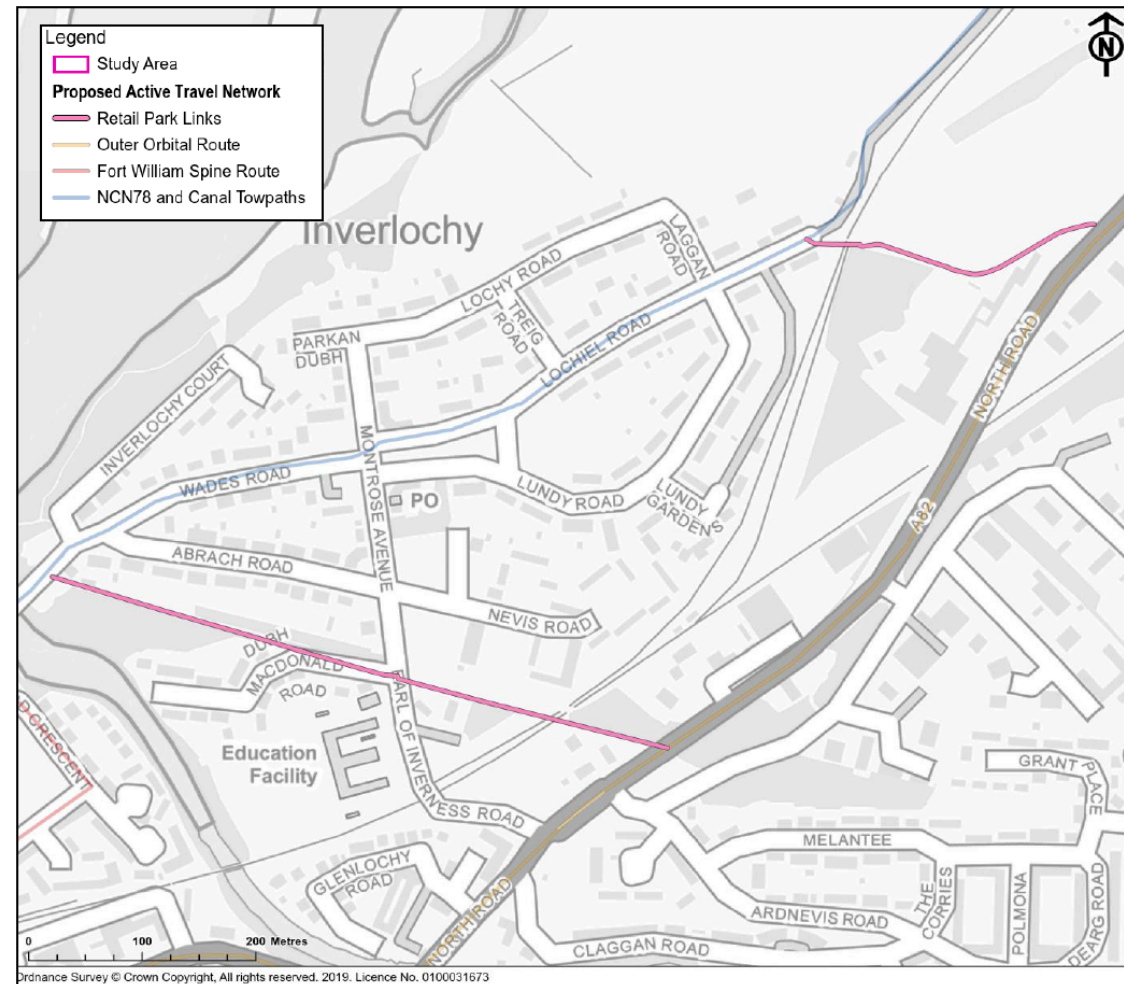 Legend
Study Area
Proposed Active Travel Network
Retail Park Links
Outer Orbital Route
Fort William Spine Route
NCN78 and Canal Towpaths
N
Inverlochy
LAGGAN
ROAD
LOCHY ROAD
TREIG
ROAD
PARKAN
DUBH
LOCHIEL ROAD
INVERLOCHY COURT
NORTH ROAD
MONTROSE AVENUE
WADES ROAD
PO
LUNDY ROAD
LUNDY
GARDENS
A82
ABRACH ROAD
NEVIS ROAD
DUBH
MACDONALD
ROAD
EARL OF INVERNESS ROAD
Education
Facility
D CRESCENT
GRANT PLACE
MELANTEE
GLENLOCHY
ROAD
NORTH ROAD
THE
CORRIES
POLMONA
DEARG ROAD
ARDNEVIS ROAD
CLAGGAN ROAD
0 100 200 Metres
Ordnance Survey © Crown Copyright, All rights reserved. 2019. Licence No. 0100031673